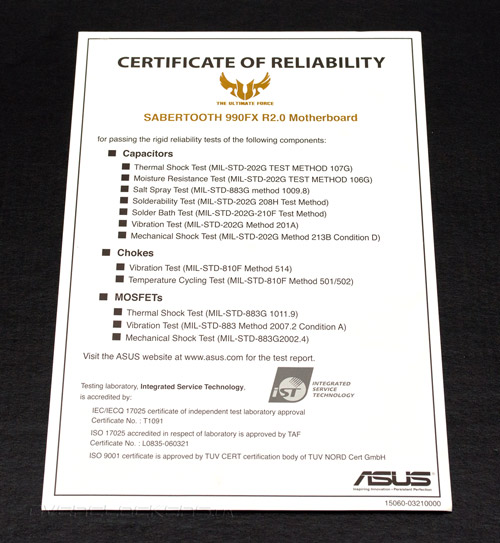 CERTIFICATE OF RELIABILITY
THE ULTIMATE FORCE
SABERTOOTH 990FX R2.0 Motherboard
for passing the rigid reliability tests of the following components:
■ Capacitors
■ Thermal Shock Test (MIL-STD-202G TEST METHOD 107G)
■ Moisture Resistance Test (MIL-STD-202G TEST METHOD 106G)
■ Salt Spray Test (MIL-STD-883G method 1009.8)
■ Solderability Test (MIL-STD-202G 208H Test Method)
■ Solder Bath Test (MIL-STD-202G-210F Test Method)
■ Vibration Test (MIL-STD-202G Method 201A)
■ Mechanical Shock Test (MIL-STD-202G Method 213B Condition D)
■ Chokes
■ Vibration Test (MIL-STD-810F Method 514)
■ Temperature Cycling Test (MIL-STD-810F Method 501/502)
■ MOSFETs
■ Thermal Shock Test (MIL-STD-883G 1011.9)
■ Vibration Test (MIL-STD-883 Method 2007.2 Condition A)
■ Mechanical Shock Test (MIL-STD-883G2002.4)
Visit the ASUS website at www.asus.com for the test report.
Testing laboratory, Integrated Service Technology.
is accredited by:
iST
INTEGRATED
SERVICE
TECHNOLOGY
IEC/IECQ 17025 certificate of independent test laboratory approval
Certificate No. : T1091
ISO 17025 accredited in respect of laboratory is approved by TAF
Certificate No. : L0835-060321
ISO 9001 certificate is approved by TUV CERT certification body of TUV NORD Cert GmbH
ASUS
Inspiring Innovation • Persistent Perfection
15060-03210000